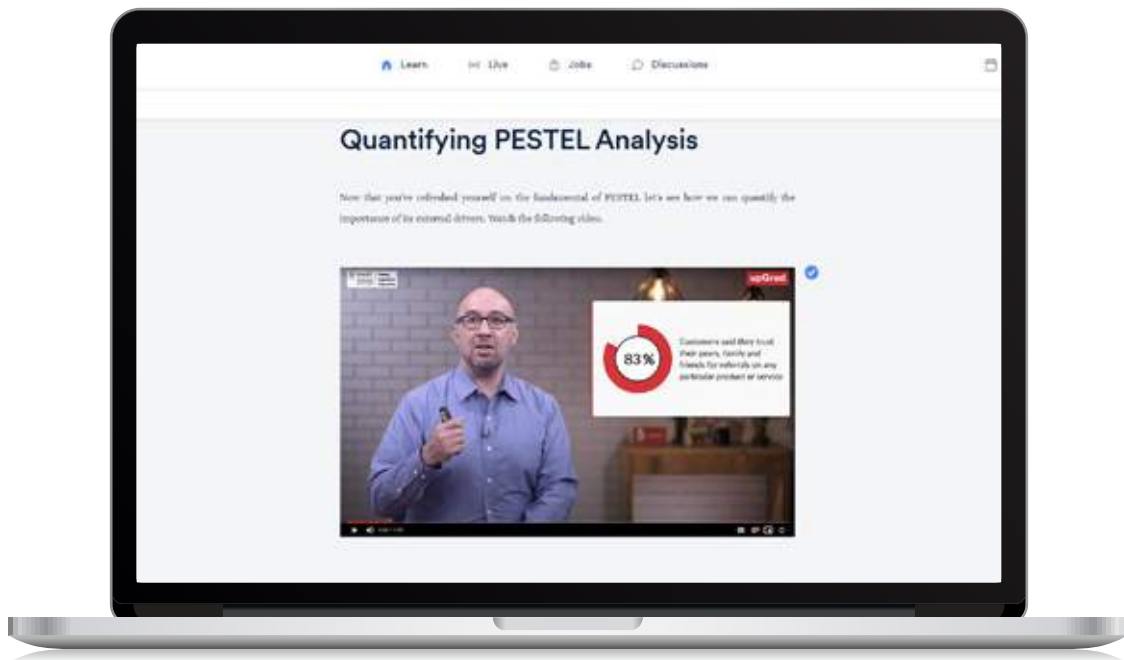 Learn Live Jobs Discussions
Quantifying PESTEL Analysis
Now that you've refreshed yourself on the fundamental of PESTEL let's see how we can quantify the
importance of its external drivers. Watch the following video.
upGrad
83%
Customers said they trust
their peers, family and
friends for referrals on any
particular product or service